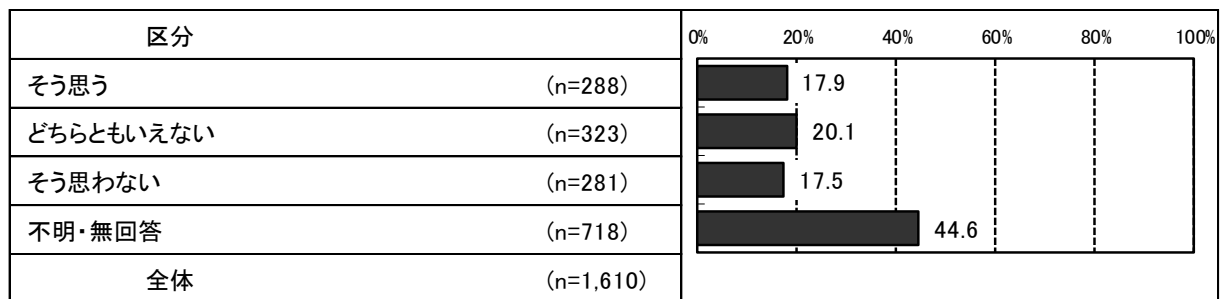 区分 0% 20% 40% 60% 80% 100%
そう思う (n=288) 17.9
どちらともいえない (n=323) 20.1
そう思わない (n=281) 17.5
不明・無回答 (n=718) 44.6
全体 (n=1,610)